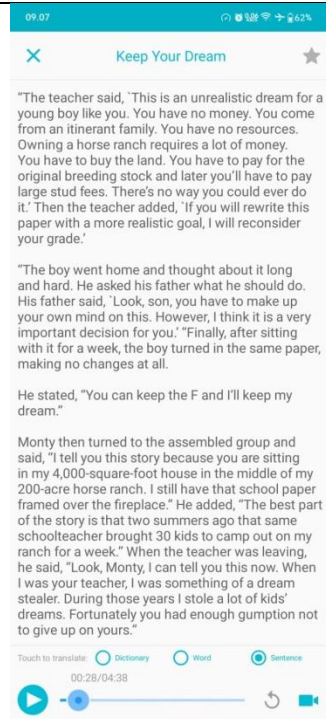 09.07
62%
Keep Your Dream
"The teacher said, `This is an unrealistic dream for a
young boy like you. You have no money. You come
from an itinerant family. You have no resources.
Owning a horse ranch requires a lot of money.
You have to buy the land. You have to pay for the
original breeding stock and later you'll have to pay
large stud fees. There's no way you could ever do
it.' Then the teacher added, `If you will rewrite this
paper with a more realistic goal, I will reconsider
your grade.'
"The boy went home and thought about it long
and hard. He asked his father what he should do.
His father said, `Look, son, you have to make up
your own mind on this. However, I think it is a very
important decision for you.' "Finally, after sitting
with it for a week, the boy turned in the same paper,
making no changes at all.
He stated, "You can keep the F and I'll keep my
dream."
Monty then turned to the assembled group and
said, "I tell you this story because you are sitting
in my 4,000-square-foot house in the middle of my
200-acre horse ranch. I still have that school paper
framed over the fireplace." He added, "The best part
of the story is that two summers ago that same
schoolteacher brought 30 kids to camp out on my
ranch for a week." When the teacher was leaving,
he said, "Look, Monty, I can tell you this now. When
I was your teacher, I was something of a dream
stealer. During those years I stole a lot of kids'
dreams. Fortunately you had enough gumption not
to give up on yours."
Touch to translate: Dictionary Word Sentence
00:28/04:38